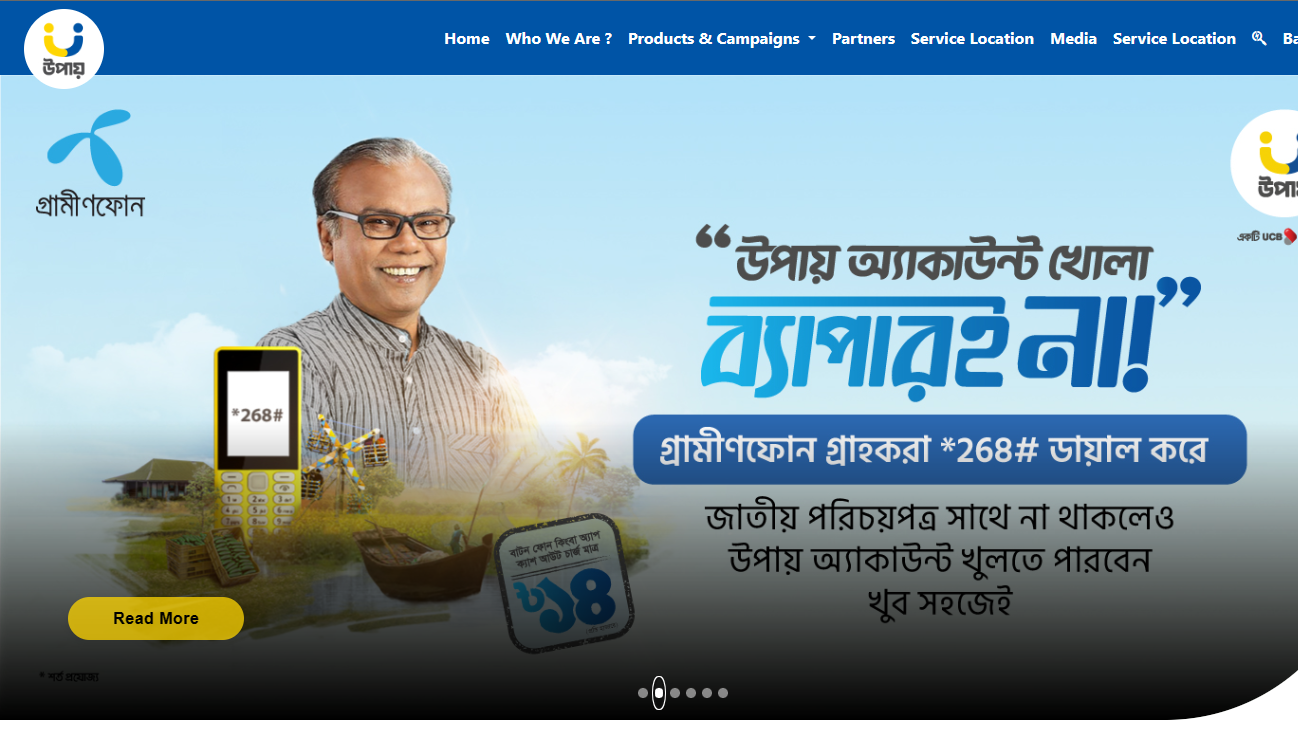 উপায়
Home Who We Are ? Products & Campaigns Partners Service Location Media Service Location
গ্রামীণফোন
একটি UCB
“উপায় অ্যাকাউন্ট খোলা
ব্যাপারই না!”
*268#
গ্রামীণফোন গ্রাহকরা *268# ডায়াল করে
জাতীয় পরিচয়পত্র সাথে না থাকলেও
উপায় অ্যাকাউন্ট খুলতে পারবেন
খুব সহজেই
বাটন ফোন কিংবা অ্যাপ
ক্যাশ আউট চার্জ মাত্র
৳১৪
Read More
* শর্ত প্রযোজ্য